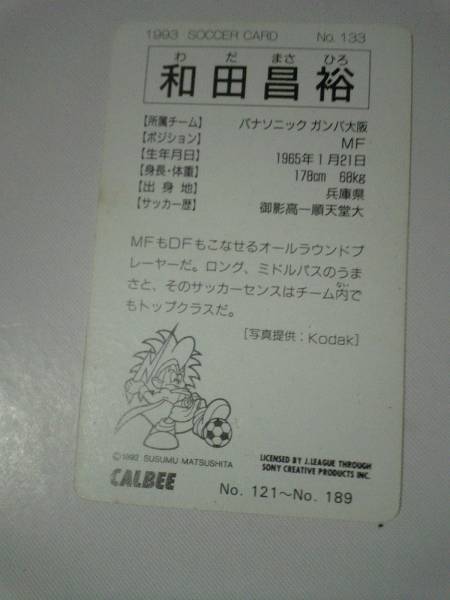 1993 SOCCER CARD No. 133
わ だ まさ ひろ
和田昌裕
【所属チーム】 パナソニック ガンバ大阪
【ポジション】 MF
【生年月日】 1965年1月21日
【身長・体重】 178cm 68kg
【出身地】 兵庫県
【サッカー歴】 御影高―順天堂大
MFもDFもこなせるオールラウンドプ
レーヤーだ。ロング、ミドルパスのうま
さと、そのサッカーセンスはチーム内で
ない
もトップクラスだ。
[写真提供:Kodak]
©1992 SUSUMU MATSUSHITA
LICENSED BY J.LEAGUE THROUGH
SONY CREATIVE PRODUCTS INC.
CALBEE
No. 121〜No. 189